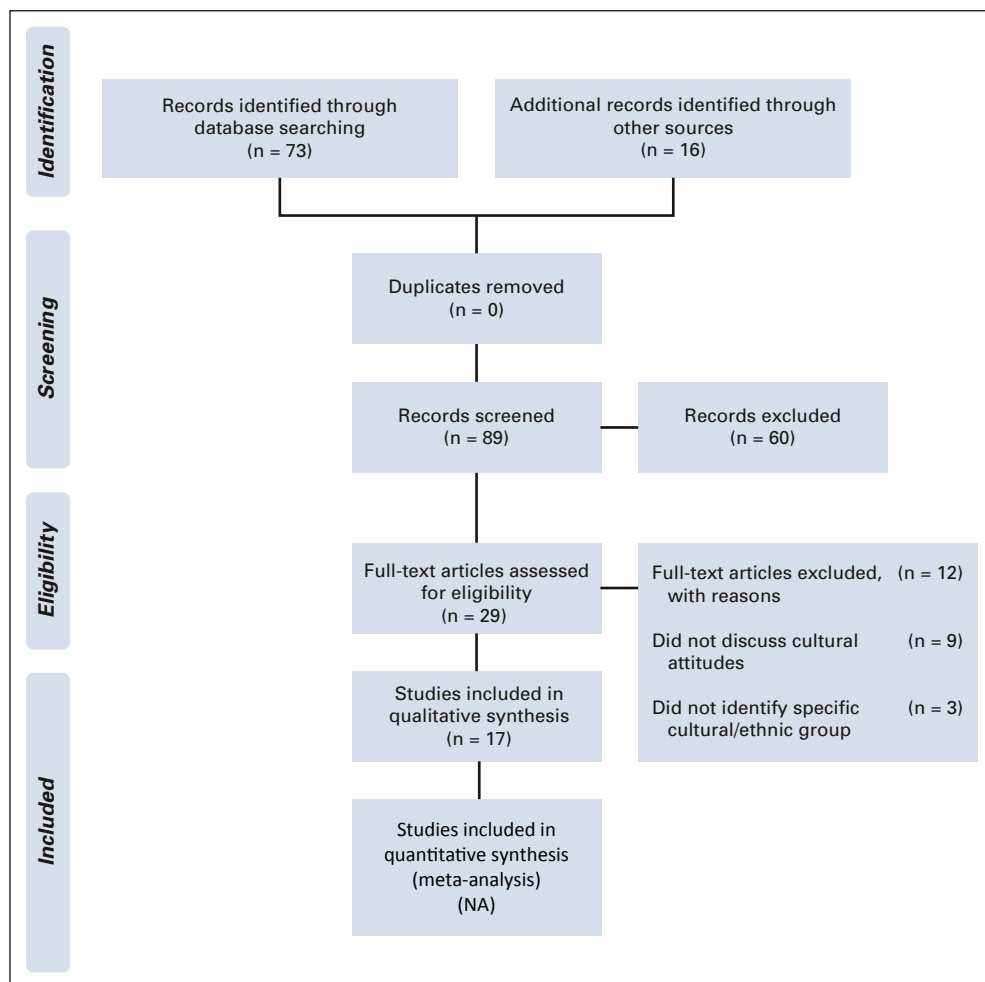 Identification
Records identified through
database searching
(n = 73)
Additional records identified through
other sources
(n = 16)
Screening
Duplicates removed
(n = 0)
Records screened
(n = 89)
Records excluded
(n = 60)
Eligibility
Full-text articles assessed
for eligibility
(n = 29)
Full-text articles excluded, (n = 12)
with reasons
Did not discuss cultural (n = 9)
attitudes
Did not identify specific (n = 3)
cultural/ethnic group
Included
Studies included in
qualitative synthesis
(n = 17)
Studies included in
quantitative synthesis
(meta-analysis)
(NA)